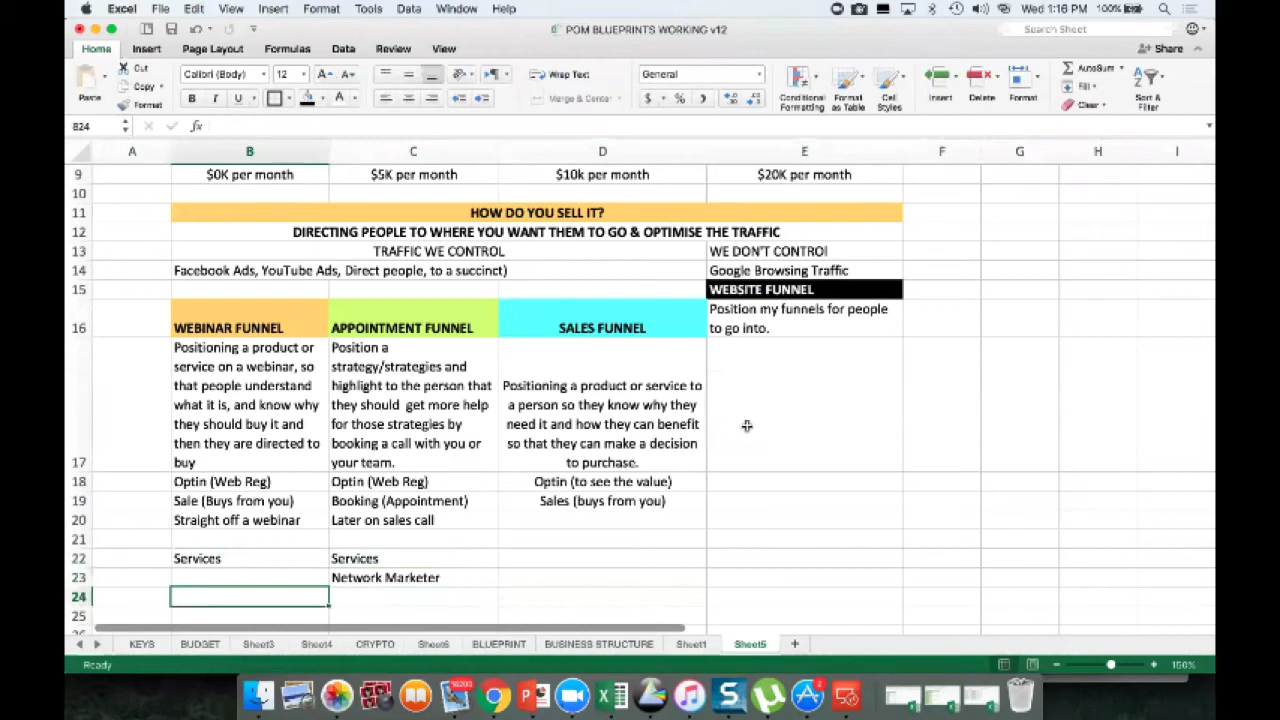 Excel File Edit View Insert Format Tools Data Window Help Wed 1:16 PM 100%
POM BLUEPRINTS WORKING v12 Search Sheet
Home Insert Page Layout Formulas Data Review View Share
Paste Cut Copy Format Calibri (Body) 12 A A Wrap Text General Conditional Formatting Format as Table Cell Styles Insert Delete Format AutoSum Fill Clear Sort & Filter
B I U A Merge & Center $ %
B24 fx
A B C D E F G H I
9 $0K per month $5K per month $10k per month $20K per month
10
11 HOW DO YOU SELL IT?
12 DIRECTING PEOPLE TO WHERE YOU WANT THEM TO GO & OPTIMISE THE TRAFFIC
13 TRAFFIC WE CONTROL WE DON'T CONTROl
14 Facebook Ads, YouTube Ads, Direct people, to a succinct) Google Browsing Traffic
15 WEBSITE FUNNEL
16 WEBINAR FUNNEL APPOINTMENT FUNNEL SALES FUNNEL Position my funnels for people
to go into.
Positioning a product or
service on a webinar, so
that people understand
what it is, and know why
they should buy it and
then they are directed to
buy
Position a
strategy/strategies and
highlight to the person that
they should get more help
for those strategies by
booking a call with you or
your team.
Positioning a product or service to
a person so they know why they
need it and how they can benefit
so that they can make a decision
to purchase.
17
18 Optin (Web Reg) Optin (Web Reg) Optin (to see the value)
19 Sale (Buys from you) Booking (Appointment) Sales (buys from you)
20 Straight off a webinar Later on sales call
21
22 Services Services
23 Network Marketer
24
25
KEYS BUDGET Sheet3 Sheet4 CRYPTO Sheet6 BLUEPRINT BUSINESS STRUCTURE Sheet1 Sheet5 +
Ready 150%